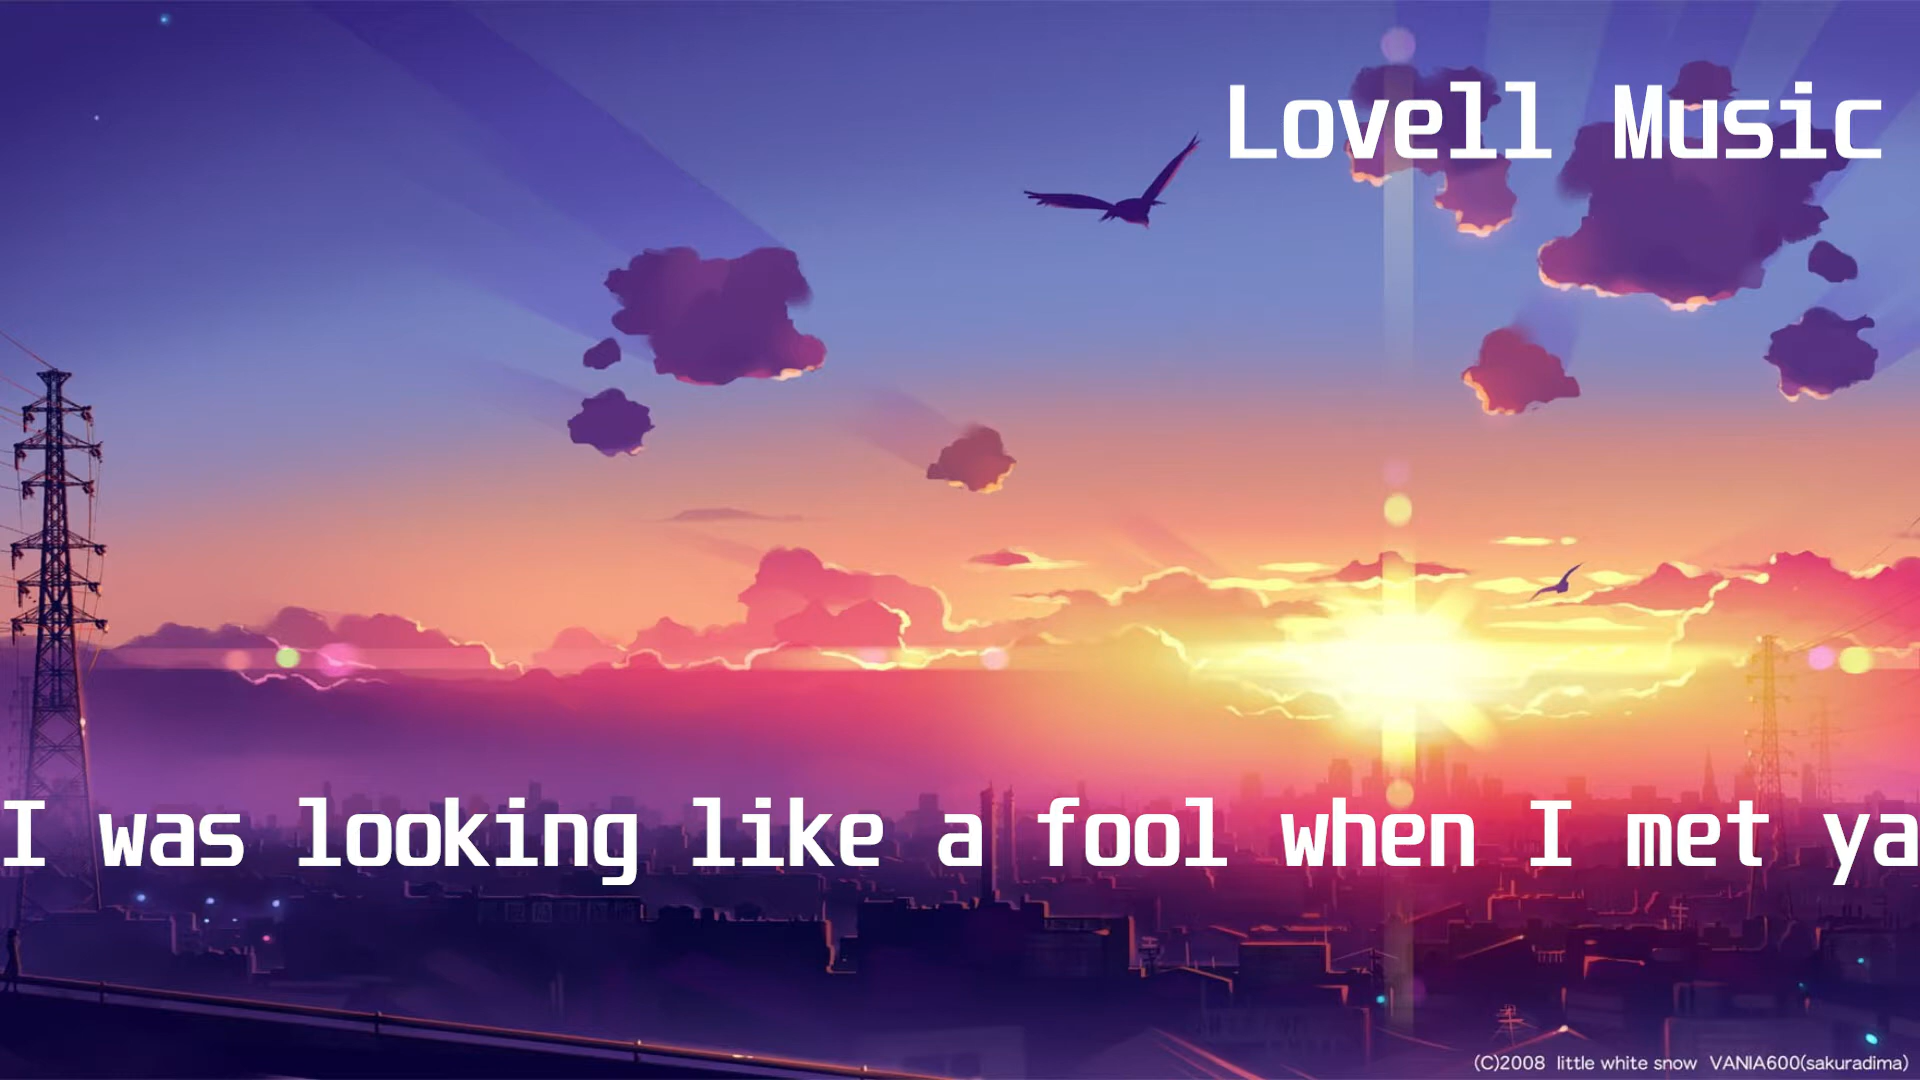 Lovell Music
I was looking like a fool when I met ya
(C)2008 little white snow VANIA600(sakuradima)